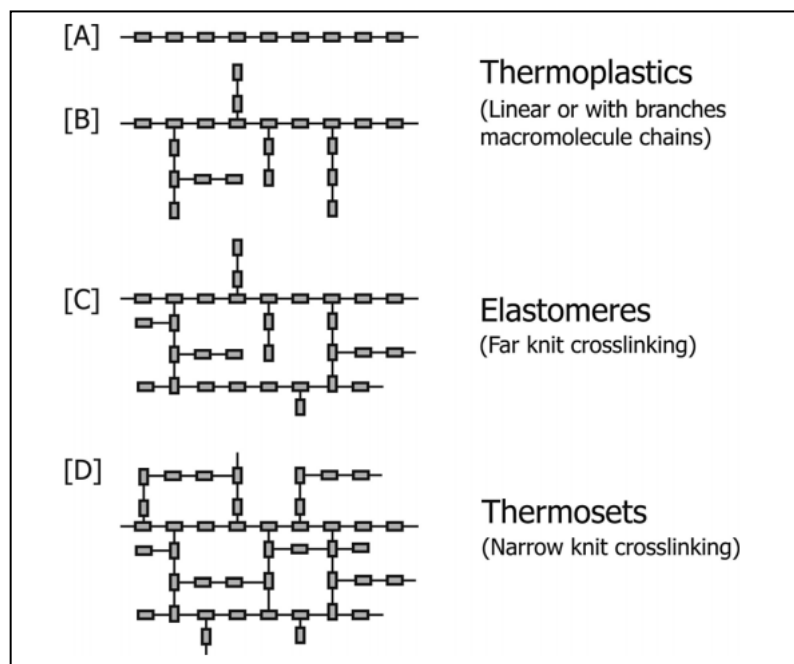 [A]
Thermoplastics
(Linear or with branches
macromolecule chains)
[B]
[C]
Elastomeres
(Far knit crosslinking)
[D]
Thermosets
(Narrow knit crosslinking)